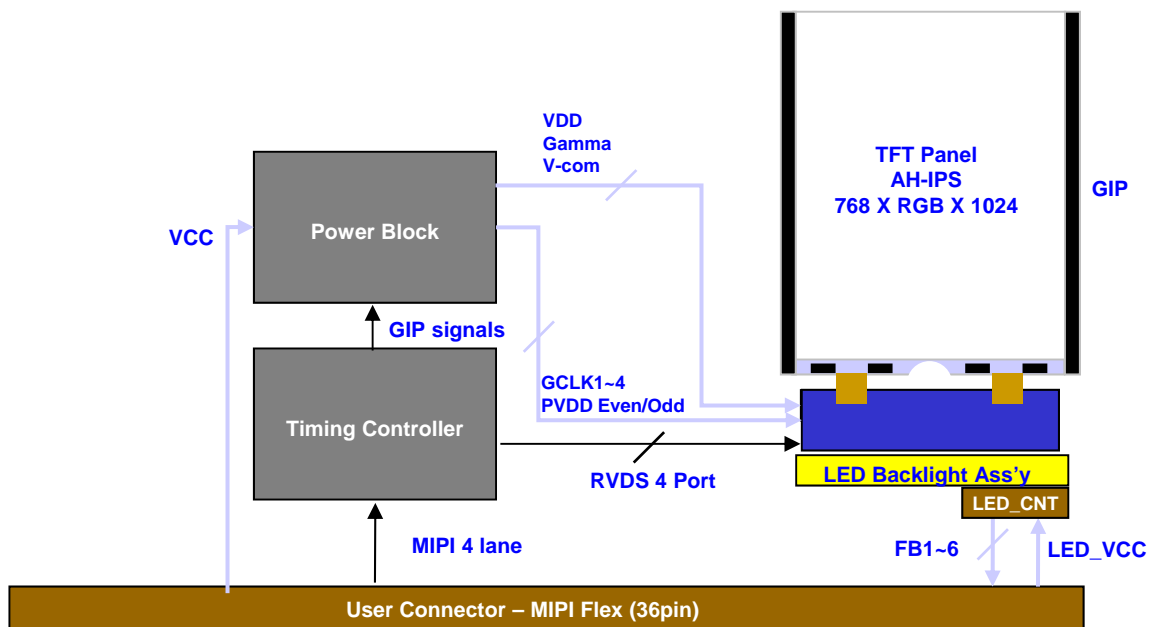 VDD
Gamma
V-com
TFT Panel
AH-IPS
768 X RGB X 1024
GIP
Power Block
VCC
GIP signals
GCLK1~4
PVDD Even/Odd
Timing Controller
RVDS 4 Port
LED Backlight Ass'y
LED_CNT
MIPI 4 lane
FB1~6
LED_VCC
User Connector – MIPI Flex (36pin)